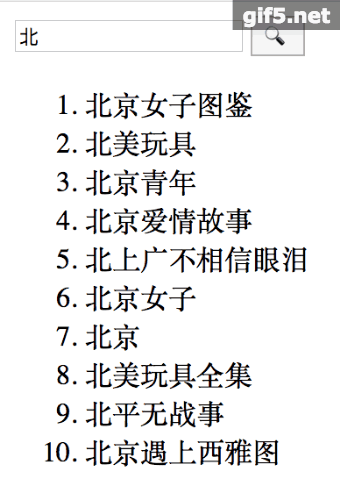 gif5.net
北
1. 北京女子图鉴
2. 北美玩具
3. 北京青年
4. 北京爱情故事
5. 北上广不相信眼泪
6. 北京女子
7. 北京
8. 北美玩具全集
9. 北平无战事
10. 北京遇上西雅图